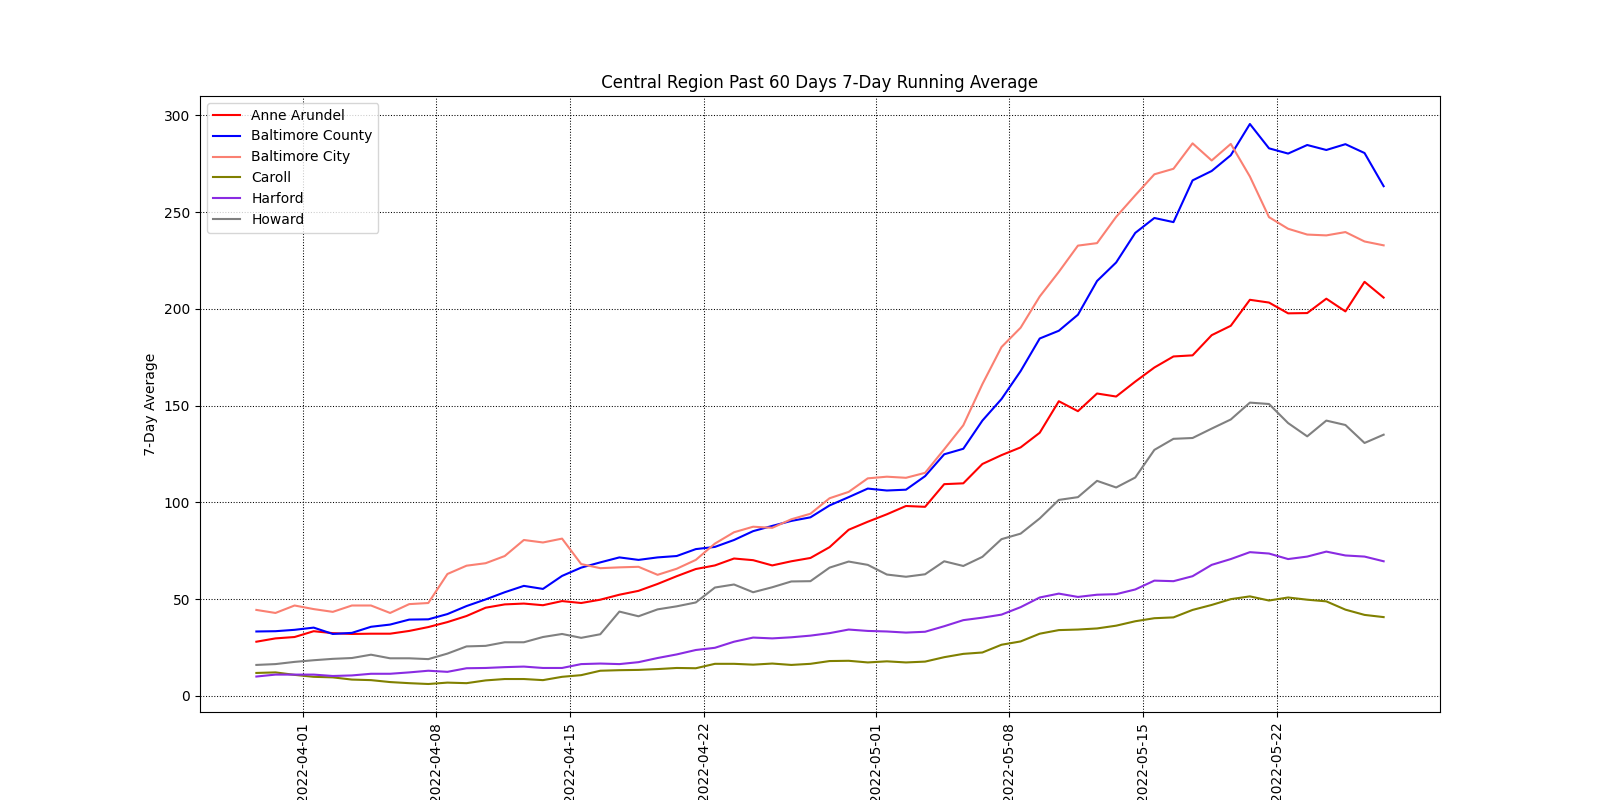 Central Region Past 60 Days 7-Day Running Average
Anne Arundel
Baltimore County
Baltimore City
Caroll
Harford
Howard
300
250
200
150
100
50
0
7-Day Average
2022-04-01
2022-04-08
2022-04-15
2022-04-22
2022-05-01
2022-05-08
2022-05-15
2022-05-22